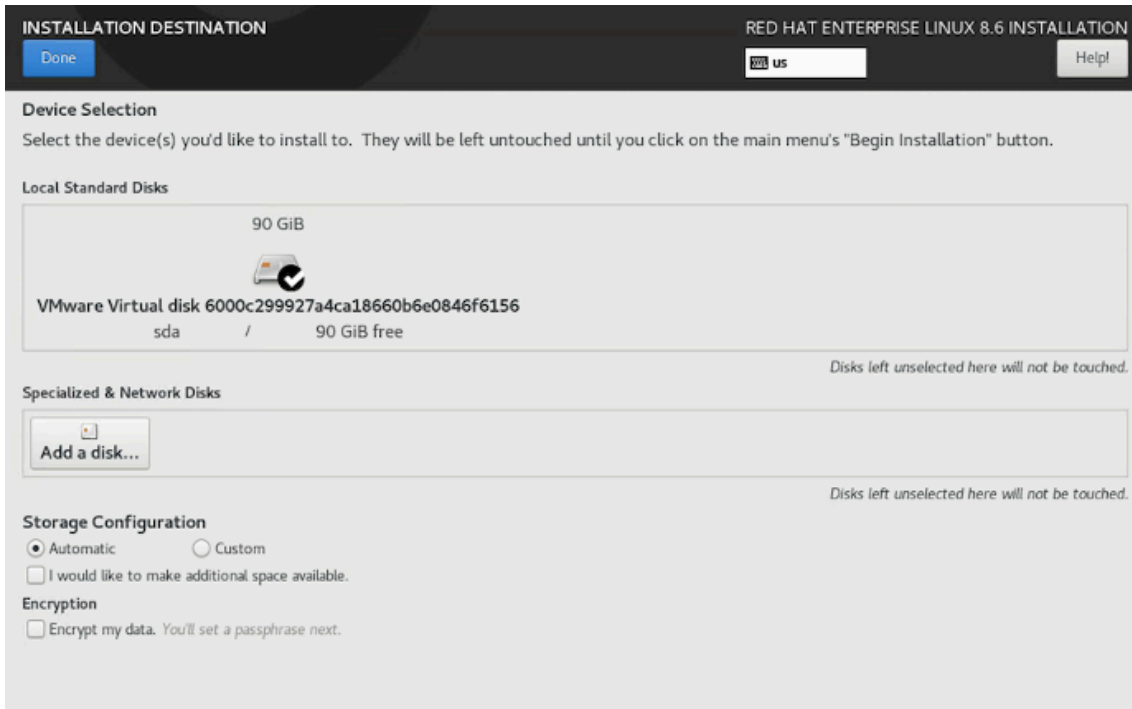 INSTALLATION DESTINATION
RED HAT ENTERPRISE LINUX 8.6 INSTALLATION
Done
us
Help!
Device Selection
Select the device(s) you'd like to install to. They will be left untouched until you click on the main menu's "Begin Installation" button.
Local Standard Disks
90 GiB
VMware Virtual disk 6000c299927a4ca18660b6e0846f6156
sda / 90 GiB free
Disks left unselected here will not be touched.
Specialized & Network Disks
Add a disk...
Disks left unselected here will not be touched.
Storage Configuration
Automatic Custom
I would like to make additional space available.
Encryption
Encrypt my data. You'll set a passphrase next.